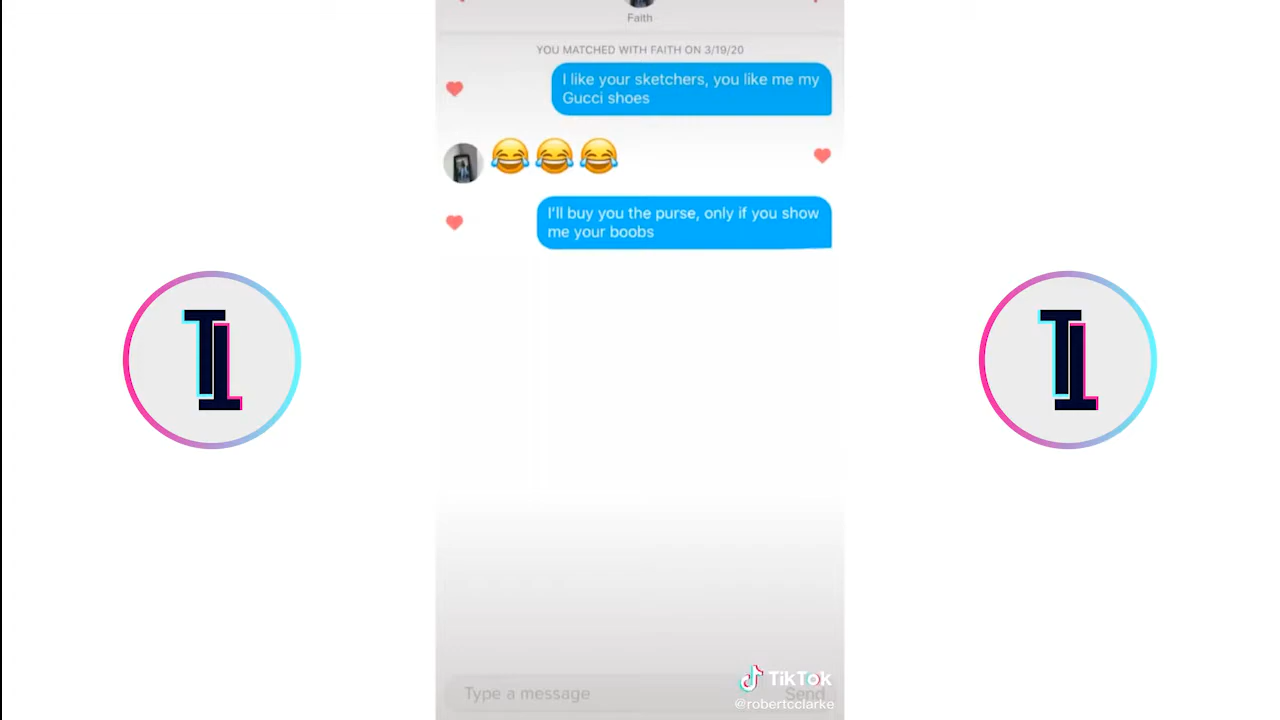 Faith
YOU MATCHED WITH FAITH ON 3/19/20
I like your sketchers, you like me my
Gucci shoes
😂😂😂
I'll buy you the purse, only if you show
me your boobs
Type a message
Send
TikTok
@robertcclarke